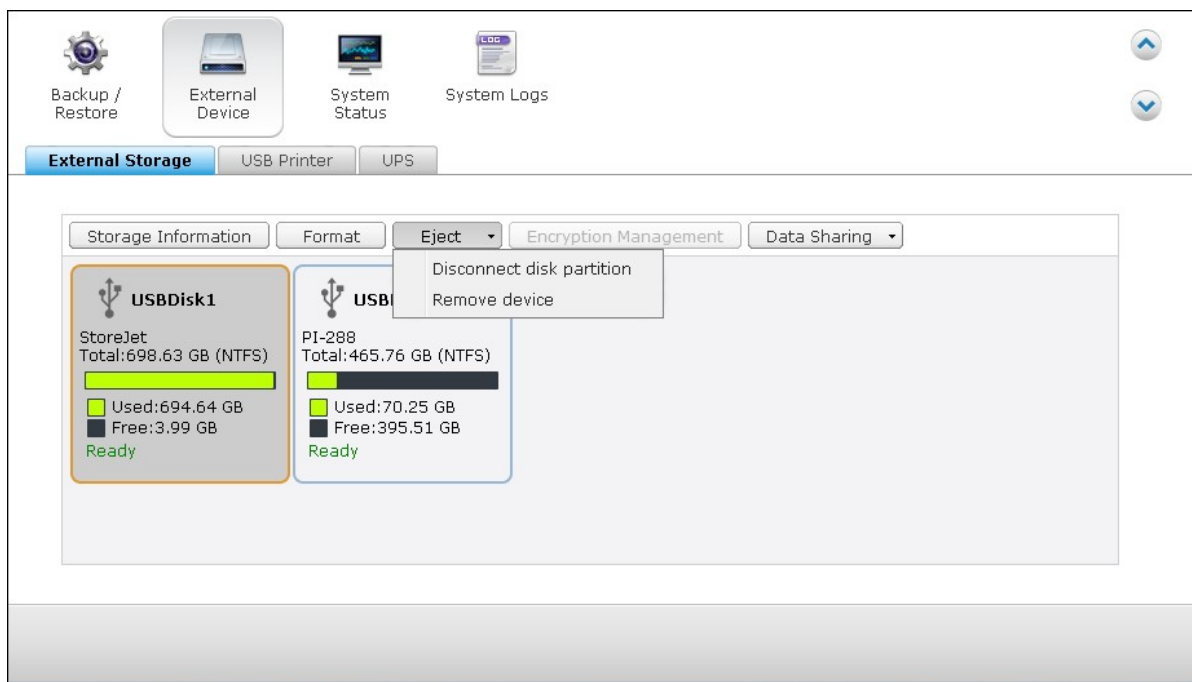 LOG
Backup /
Restore
External
Device
System
Status
System Logs
External Storage
USB Printer
UPS
Storage Information
Format
Eject
Encryption Management
Data Sharing
Disconnect disk partition
Remove device
USBDisk1
StoreJet
Total:698.63 GB (NTFS)
Used:694.64 GB
Free:3.99 GB
Ready
USB
PI-288
Total:465.76 GB (NTFS)
Used:70.25 GB
Free:395.51 GB
Ready